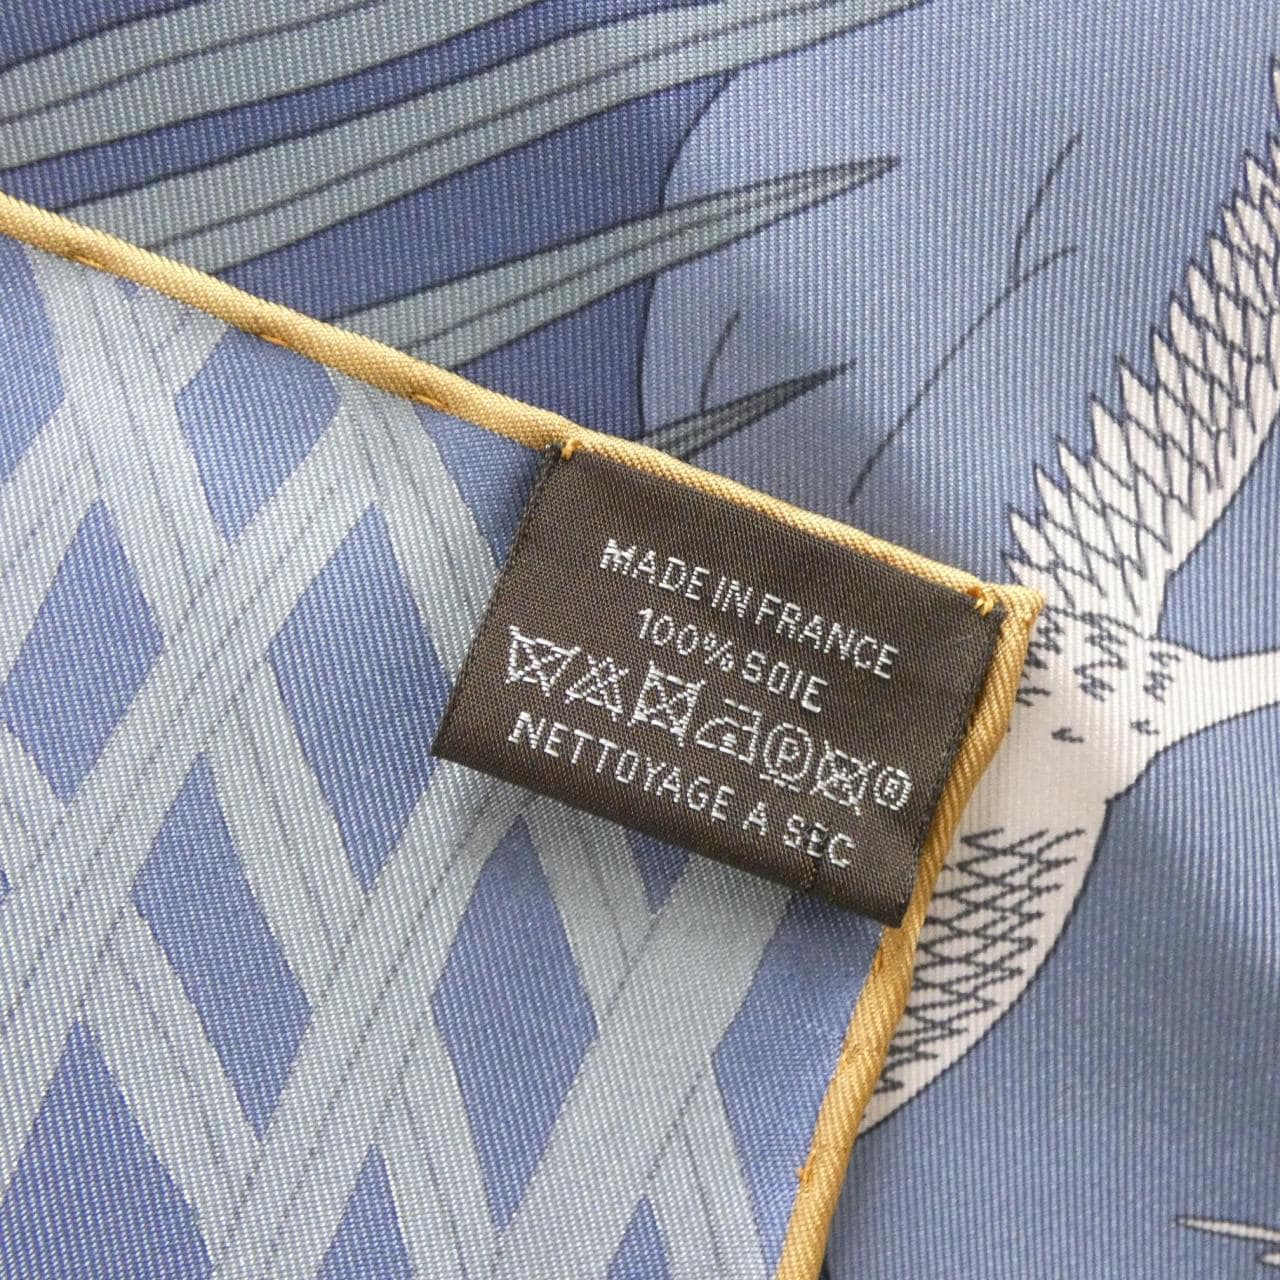 MADE IN FRANCE
100% SOIE
P ®
NETTOYAGE A SEC